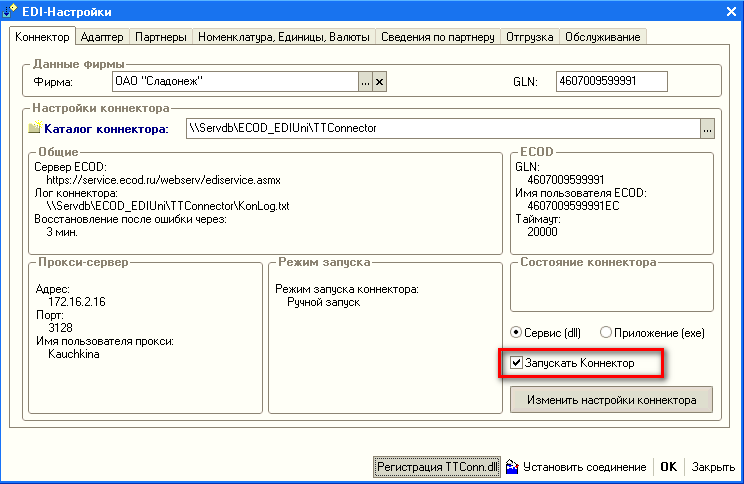 EDI-Настройки
Коннектор Адаптер Партнеры Номенклатура, Единицы, Валюты Сведения по партнеру Отгрузка Обслуживание
Данные фирмы
Фирма: ОАО "Сладонеж" ... × GLN: 4607009599991
Настройки коннектора
Каталог коннектора: \\Servdb\ECOD_EDIUni\TTConnector ...
Общие
Сервер ECOD:
https://service.ecod.ru/webserv/ediservice.asmx
Лог коннектора:
\\Servdb\ECOD_EDIUni\TTConnector\KonLog.txt
Восстановление после ошибки через:
3 мин.
ECOD
GLN:
4607009599991
Имя пользователя ECOD:
4607009599991EC
Таймаут:
20000
Прокси-сервер
Адрес:
172.16.2.16
Порт:
3128
Имя пользователя прокси:
Kauchkina
Режим запуска
Режим запуска коннектора:
Ручной запуск
Состояние коннектора
Сервис (dll) Приложение (exe)
Запускать Коннектор
Изменить настройки коннектора
Регистрация TTConn.dll Установить соединение OK Закрыть